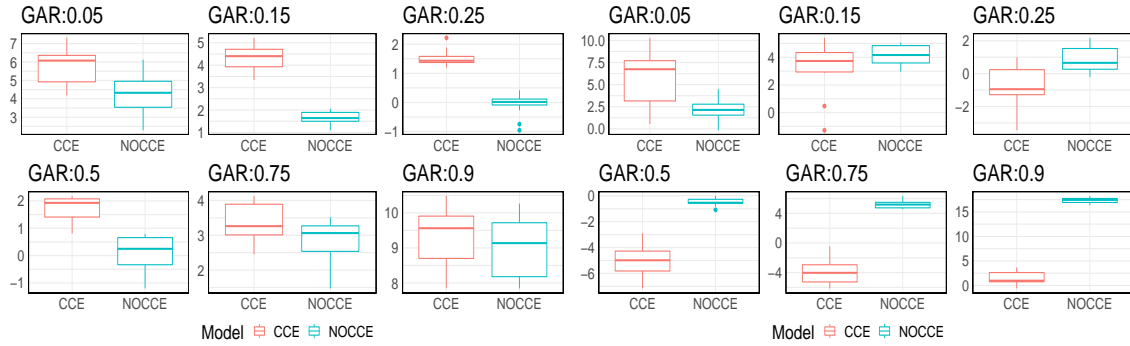 GAR:0.05 GAR:0.15 GAR:0.25 GAR:0.05 GAR:0.15 GAR:0.25
7 6 5 4 3
5 4 3 2 1
2 1 0 −1
10.0 7.5 5.0 2.5 0.0
4 2 0
2 0 −2
CCE NOCCE CCE NOCCE CCE NOCCE CCE NOCCE CCE NOCCE CCE NOCCE
GAR:0.5 GAR:0.75 GAR:0.9 GAR:0.5 GAR:0.75 GAR:0.9
2 1 0 −1
4 3 2
10 9 8
0 −2 −4 −6
4 0 −4
15 10 5 0
CCE NOCCE CCE NOCCE CCE NOCCE CCE NOCCE CCE NOCCE CCE NOCCE
Model CCE NOCCE Model CCE NOCCE